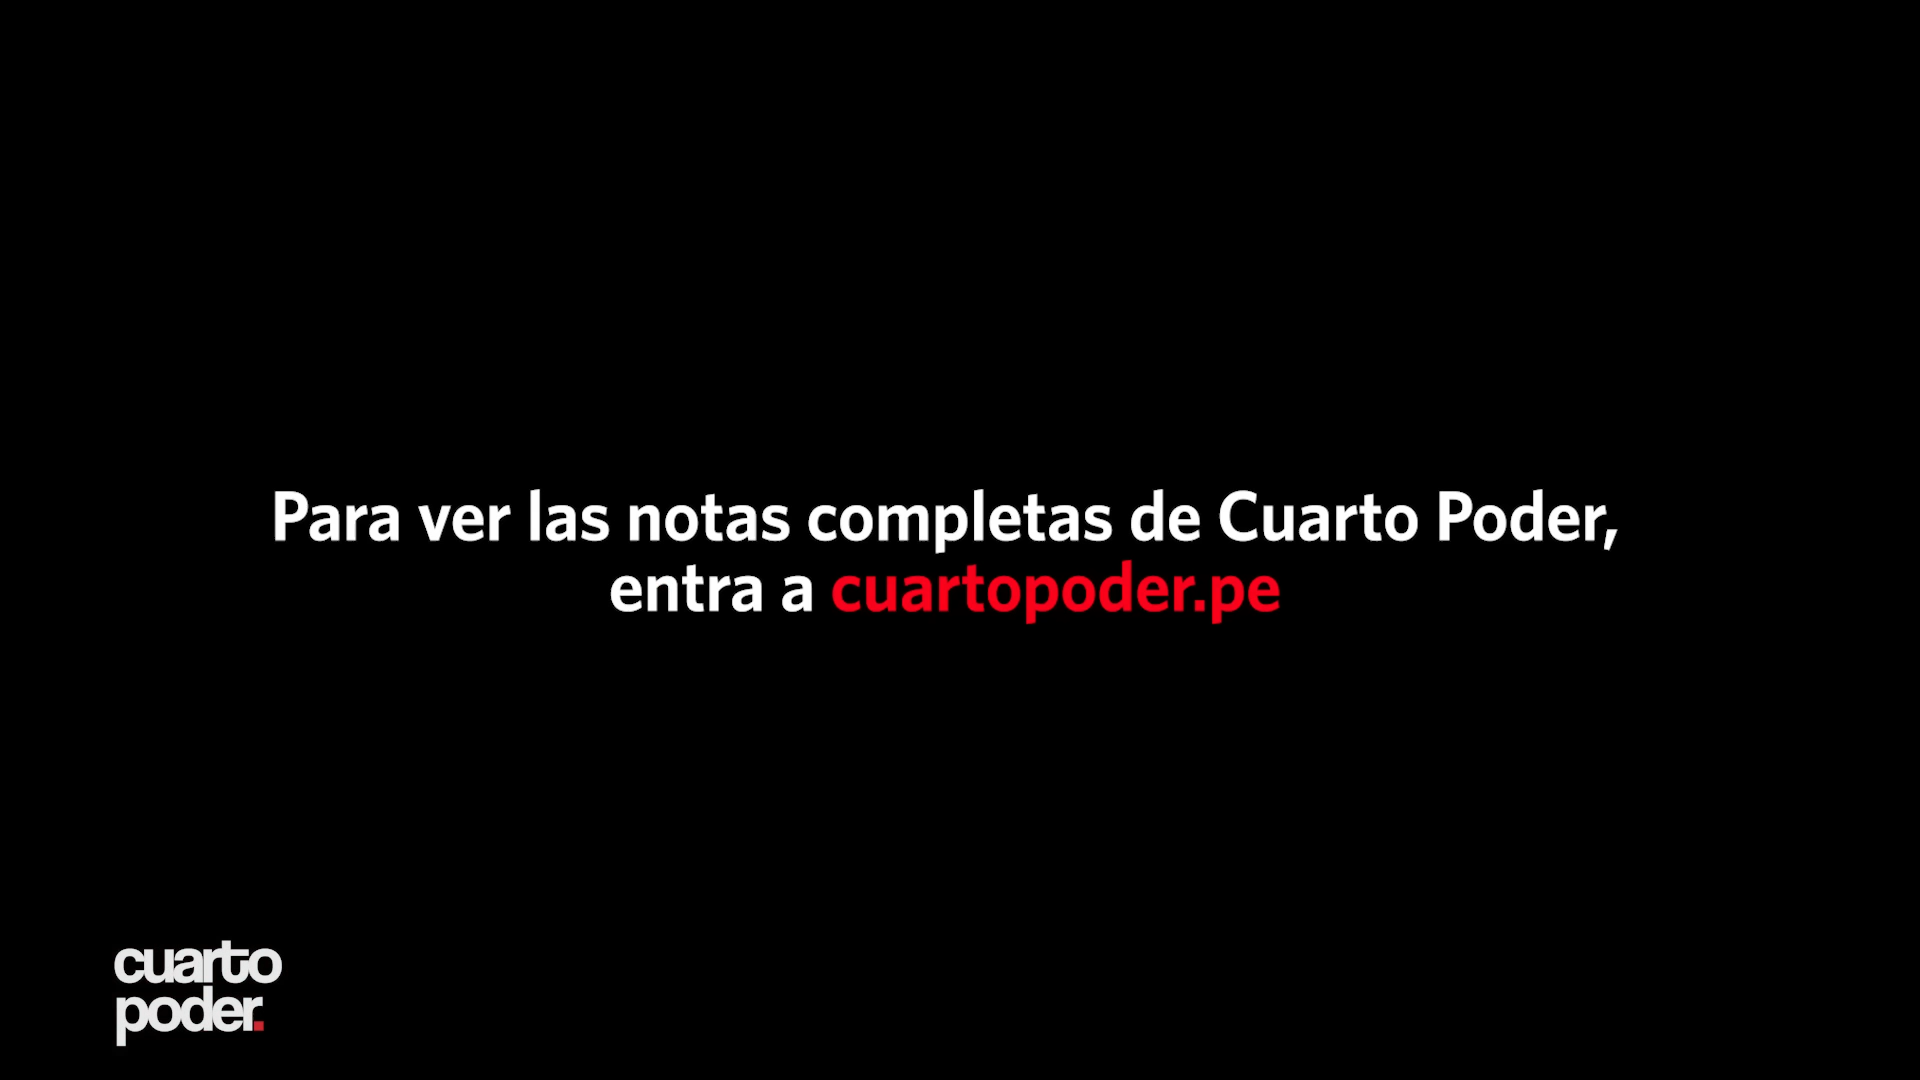 Para ver las notas completas de Cuarto Poder,
entra a cuartopoder.pe
cuarto
poder.